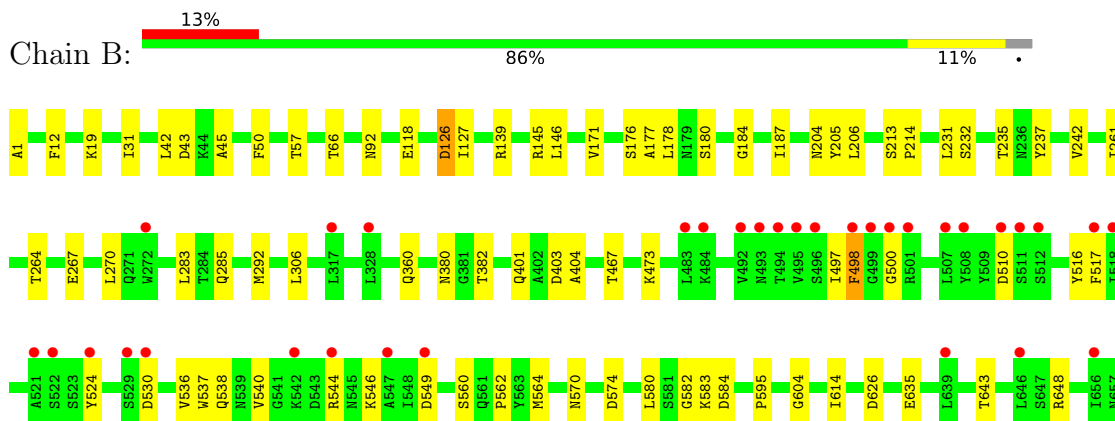 13%
Chain B:
86% 11% •
A1 F12 K19 I31 L42 D43 K44 A45 F50 T57 T66 N92 E118 D126 I127 R139 R145 L146 V171 S176 A177 L178 N179 S180 G184 I187 N204 Y205 L206 S213 P214 L231 S232 T235 N236 Y237 V242 I261
T264 E267 L270 Q271 W272 L283 T284 Q285 M292 L306 L317 L328 Q360 N380 G381 T382 Q401 A402 D403 A404 T467 K473 L483 K484 V492 N493 T494 V495 S496 I497 F498 G499 G500 R501 L507 Y508 Y509 D510 S511 S512 Y516 F517 I518
A521 S522 S523 Y524 S529 D530 V536 W537 Q538 N539 V540 G541 K542 D543 R544 N545 K546 A547 I548 D549 S560 Q561 P562 Y563 M564 N570 D574 L580 S581 G582 K583 D584 P595 G604 I614 D626 E635 L639 T643 L646 S647 R648 I656 N657